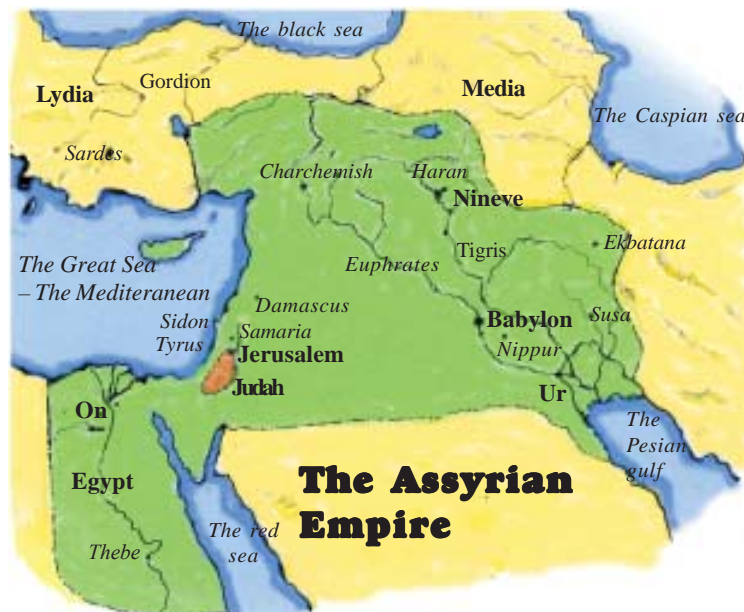 The black sea
Gordion
Lydia
Media
The Caspian sea
Sardes
Charchemish
Haran
Nineve
Tigris
Ekbatana
The Great Sea
– The Mediteranean
Euphrates
Damascus
Sidon
Samaria
Tyrus
Babylon
Susa
Nippur
Jerusalem
Judah
Ur
On
The
Pesian
gulf
Egypt
The Assyrian
Empire
The red
sea
Thebe